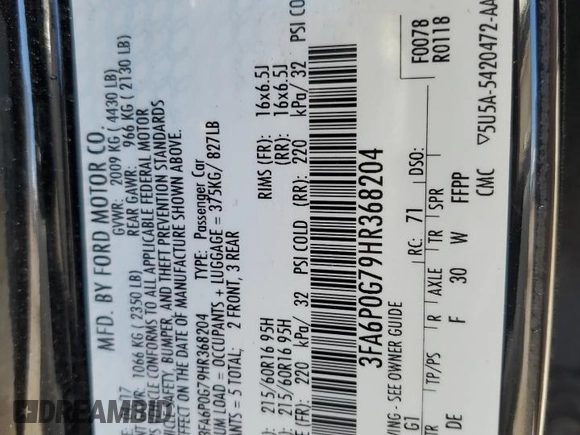 MFD. BY FORD MOTOR CO.
17 GVWR: 2009 KG ( 4430 LB)
1066 KG ( 2350 LB) REAR GAWR: 966 KG ( 2130 LB)
VEHICLE CONFORMS TO ALL APPLICABLE FEDERAL MOTOR
SAFETY, BUMPER, AND THEFT PREVENTION STANDARDS
EFFECT ON THE DATE OF MANUFACTURE SHOWN ABOVE.
3FA6P0G79HR368204 TYPE: Passenger Car
LOAD = OCCUPANTS + LUGGAGE = 375KG/ 827LB
= 5 TOTAL: 2 FRONT, 3 REAR
215/60R16 95H RIMS (FR): 16x6.5J
215/60R16 95H (RR): 16x6.5J
(FR): 220 kPa/ 32 PSI COLD (RR): 220 kPa/ 32 PSI CO
3FA6P0G79HR368204
SEE OWNER GUIDE
G1 RC: 71 DSO: F0078
R0118
TP/PS R AXLE TR SPR
DE F 30 W FFPP
CMC ▽5U5A-5420472-AA
DREAMBID